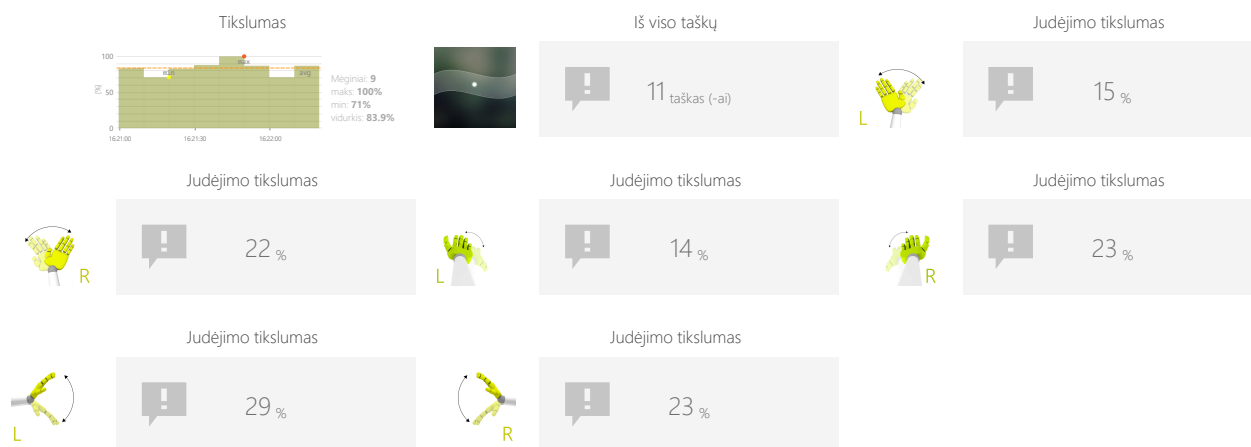 Tikslumas
100
50
0
[%]
min
max
avg
16:21:00
16:21:30
16:22:00
Mėginiai: 9
maks: 100%
min: 71%
vidurkis: 83.9%
Iš viso taškų
11 taškas (-ai)
Judėjimo tikslumas
L
15 %
Judėjimo tikslumas
R
22 %
Judėjimo tikslumas
L
14 %
Judėjimo tikslumas
R
23 %
Judėjimo tikslumas
L
29 %
Judėjimo tikslumas
R
23 %